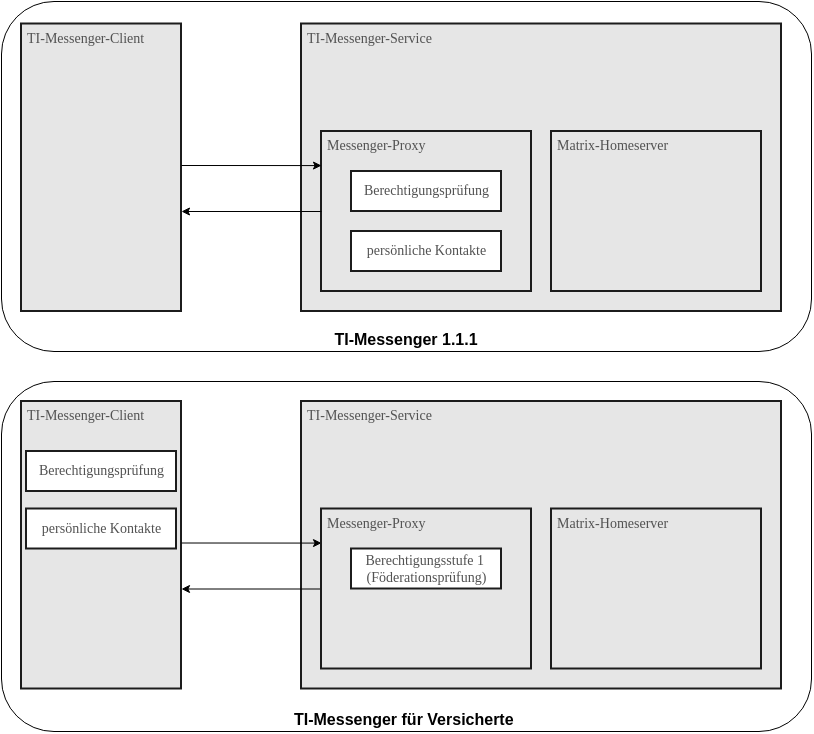 TI-Messenger-Client
TI-Messenger-Service
Messenger-Proxy
Matrix-Homeserver
Berechtigungsprüfung
persönliche Kontakte
TI-Messenger 1.1.1
TI-Messenger-Client
TI-Messenger-Service
Berechtigungsprüfung
persönliche Kontakte
Messenger-Proxy
Matrix-Homeserver
Berechtigungsstufe 1
(Föderationsprüfung)
TI-Messenger für Versicherte